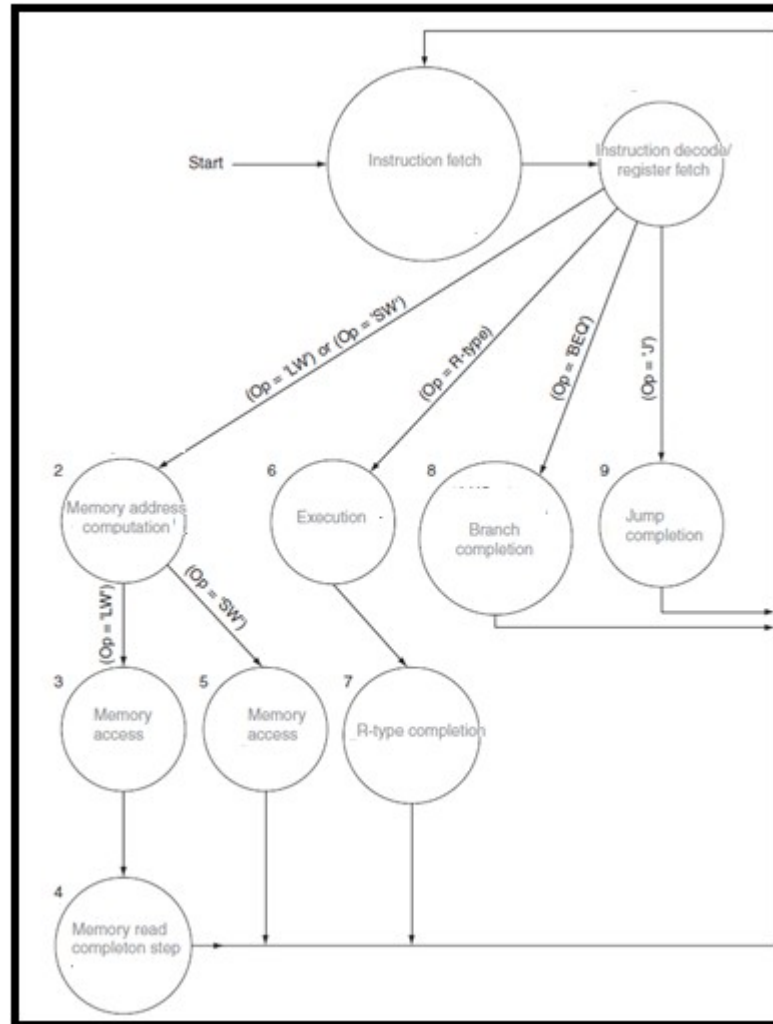 Start
Instruction fetch
Instruction decode/
register fetch
(Op = 'LW') or (Op = 'SW')
(Op = R-type)
(Op = 'BEQ')
(Op = 'J')
2
Memory address
computation
6
Execution
8
Branch
completion
9
Jump
completion
(Op = 'LW')
(Op = 'SW')
3
Memory
access
5
Memory
access
7
R-type completion
4
Memory read
completon step